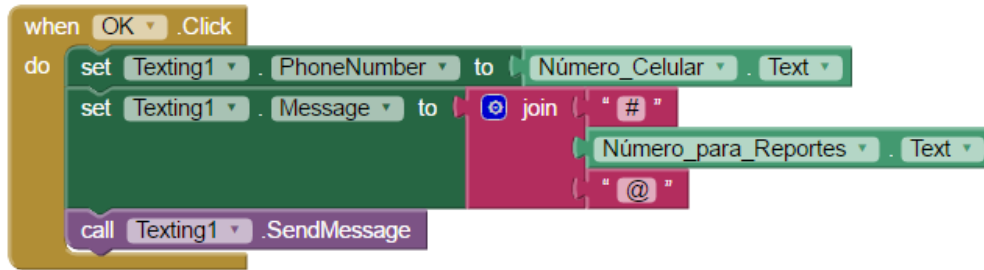 when OK .Click
do set Texting1 . PhoneNumber to Número_Celular . Text
set Texting1 . Message to join " # "
Número_para_Reportes . Text
" @ "
call Texting1 .SendMessage